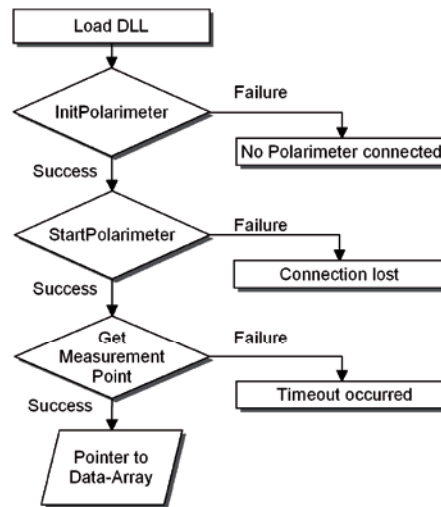 Load DLL
InitPolarimeter
Failure
No Polarimeter connected
Success
StartPolarimeter
Failure
Connection lost
Success
Get
Measurement
Point
Failure
Timeout occurred
Success
Pointer to
Data-Array